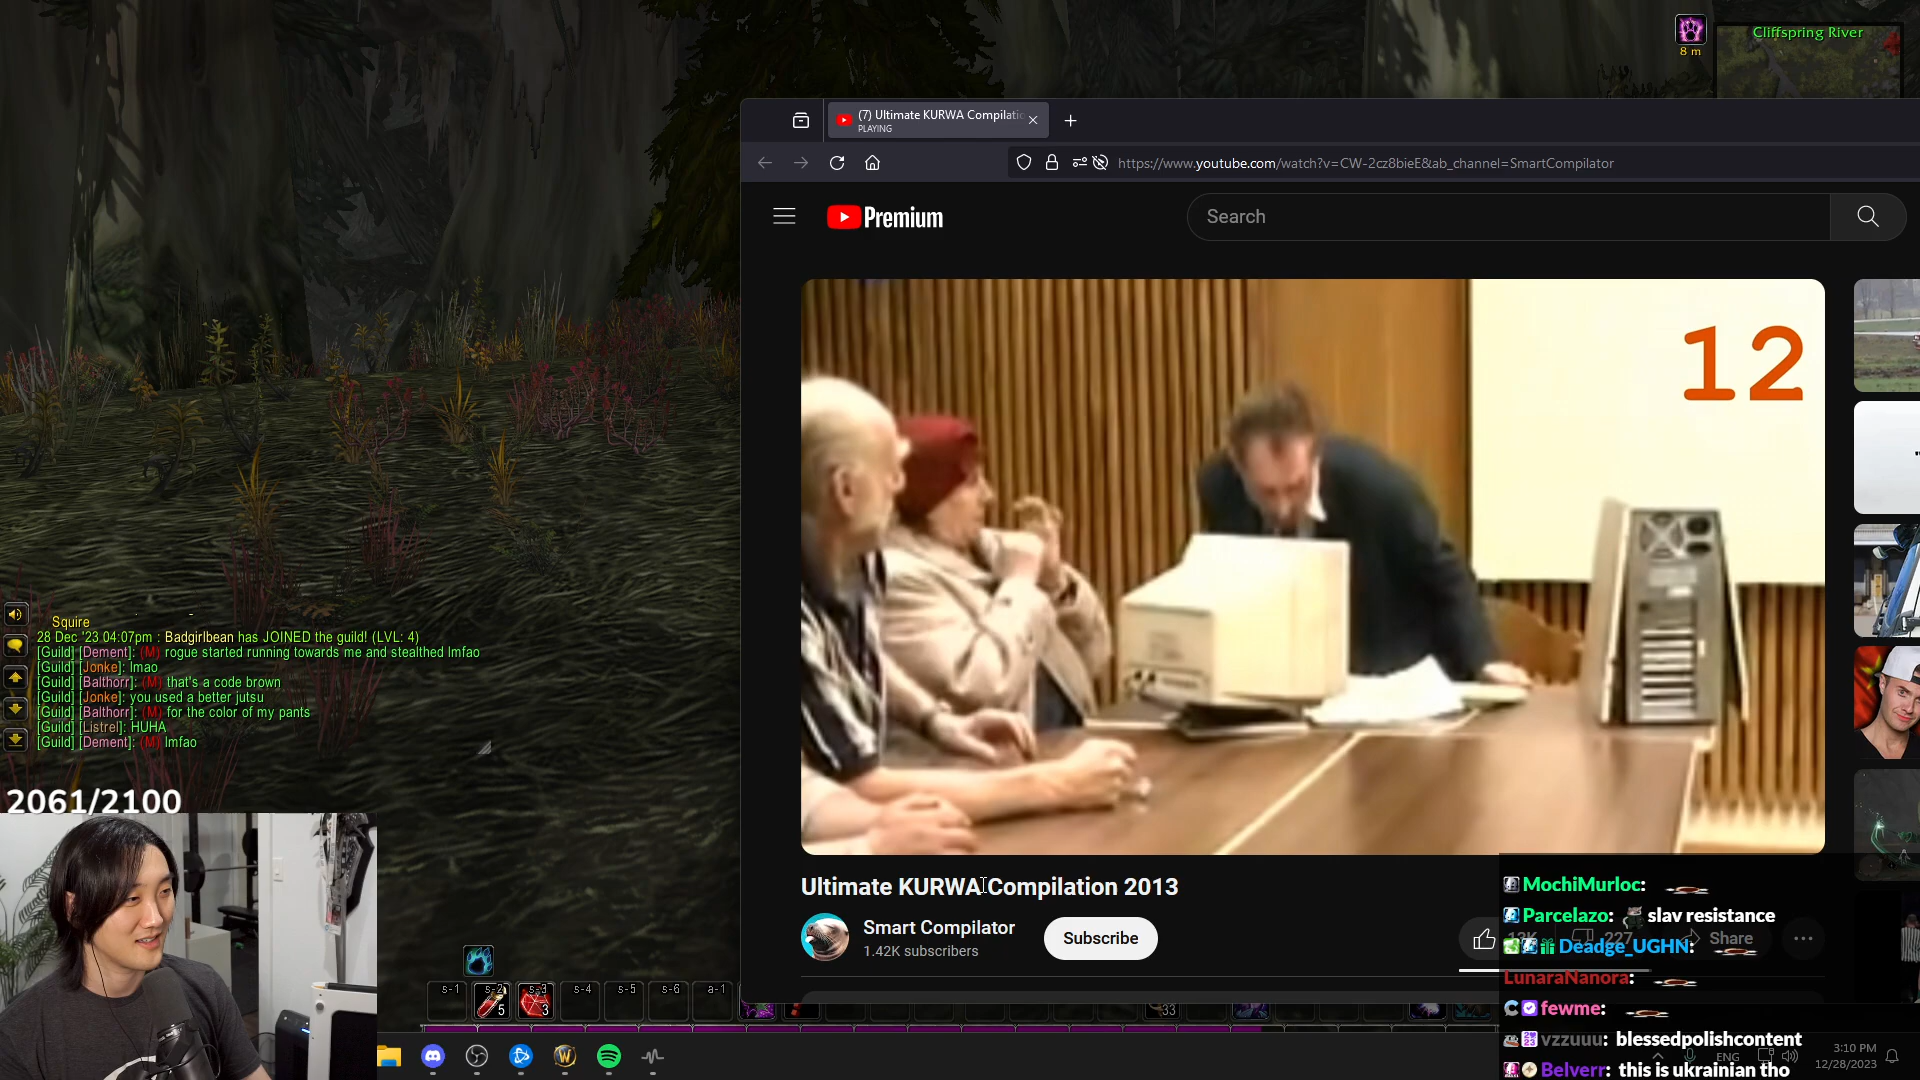 8 m
Cliffspring River
(7) Ultimate KURWA Compilatio
PLAYING
https://www.youtube.com/watch?v=CW-2cz8bieE&ab_channel=SmartCompilator
Premium
Search
12
Squire
28 Dec '23 04:07pm : Badgirlbean has JOINED the guild! (LVL: 4)
[Guild] [Dement]: (M) rogue started running towards me and stealthed lmfao
[Guild] [Jonke]: lmao
[Guild] [Balthorr]: (M) that's a code brown
[Guild] [Jonke]: you used a better jutsu
[Guild] [Balthorr]: (M) for the color of my pants
[Guild] [Listrel]: HUHA
[Guild] [Dement]: (M) lmfao
2061/2100
Ultimate KURWA Compilation 2013
Smart Compilator
1.42K subscribers
Subscribe
13K
227
Share
MochiMurloc:
Parcelazo: slav resistance
Deadge_UGHN:
LunaraNanora:
fewme:
vzzuuu: blessedpolishcontent
Belverr: this is ukrainian tho
s-1
s-2
s-3
s-4
s-5
s-6
a-1
5
3
33
ENG
3:10 PM
12/28/2023